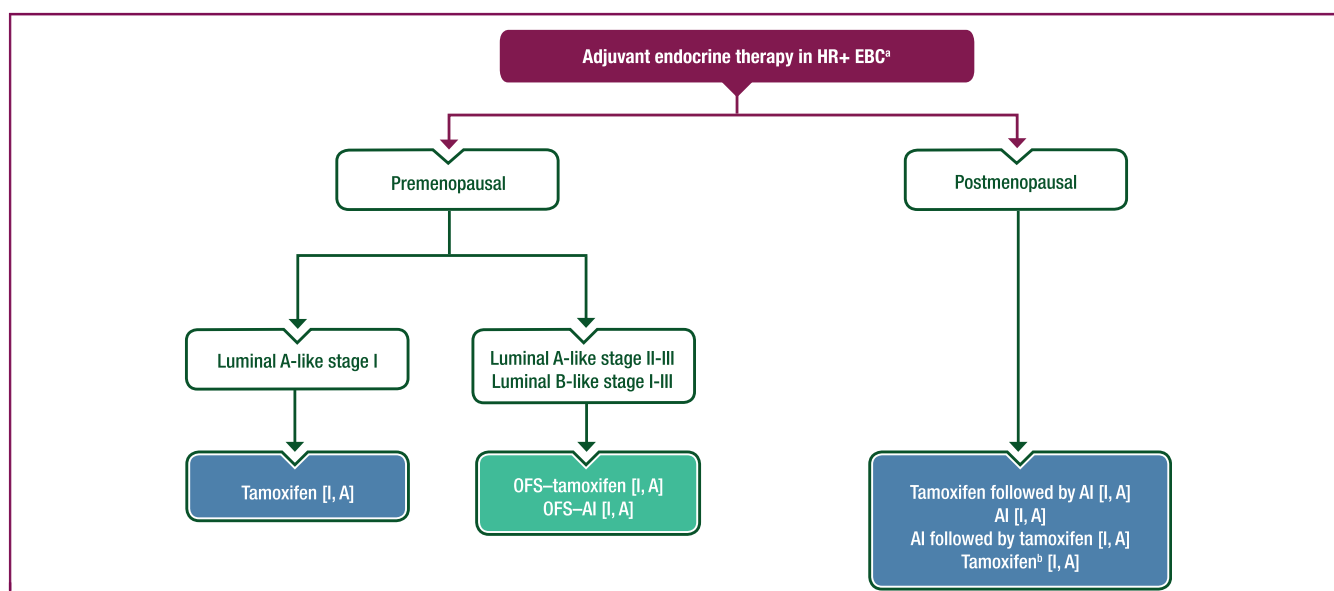 Adjuvant endocrine therapy in HR+ EBCᵃ
Premenopausal
Postmenopausal
Luminal A-like stage I
Luminal A-like stage II-III
Luminal B-like stage I-III
Tamoxifen [I, A]
OFS–tamoxifen [I, A]
OFS–AI [I, A]
Tamoxifen followed by AI [I, A]
AI [I, A]
AI followed by tamoxifen [I, A]
Tamoxifenᵇ [I, A]